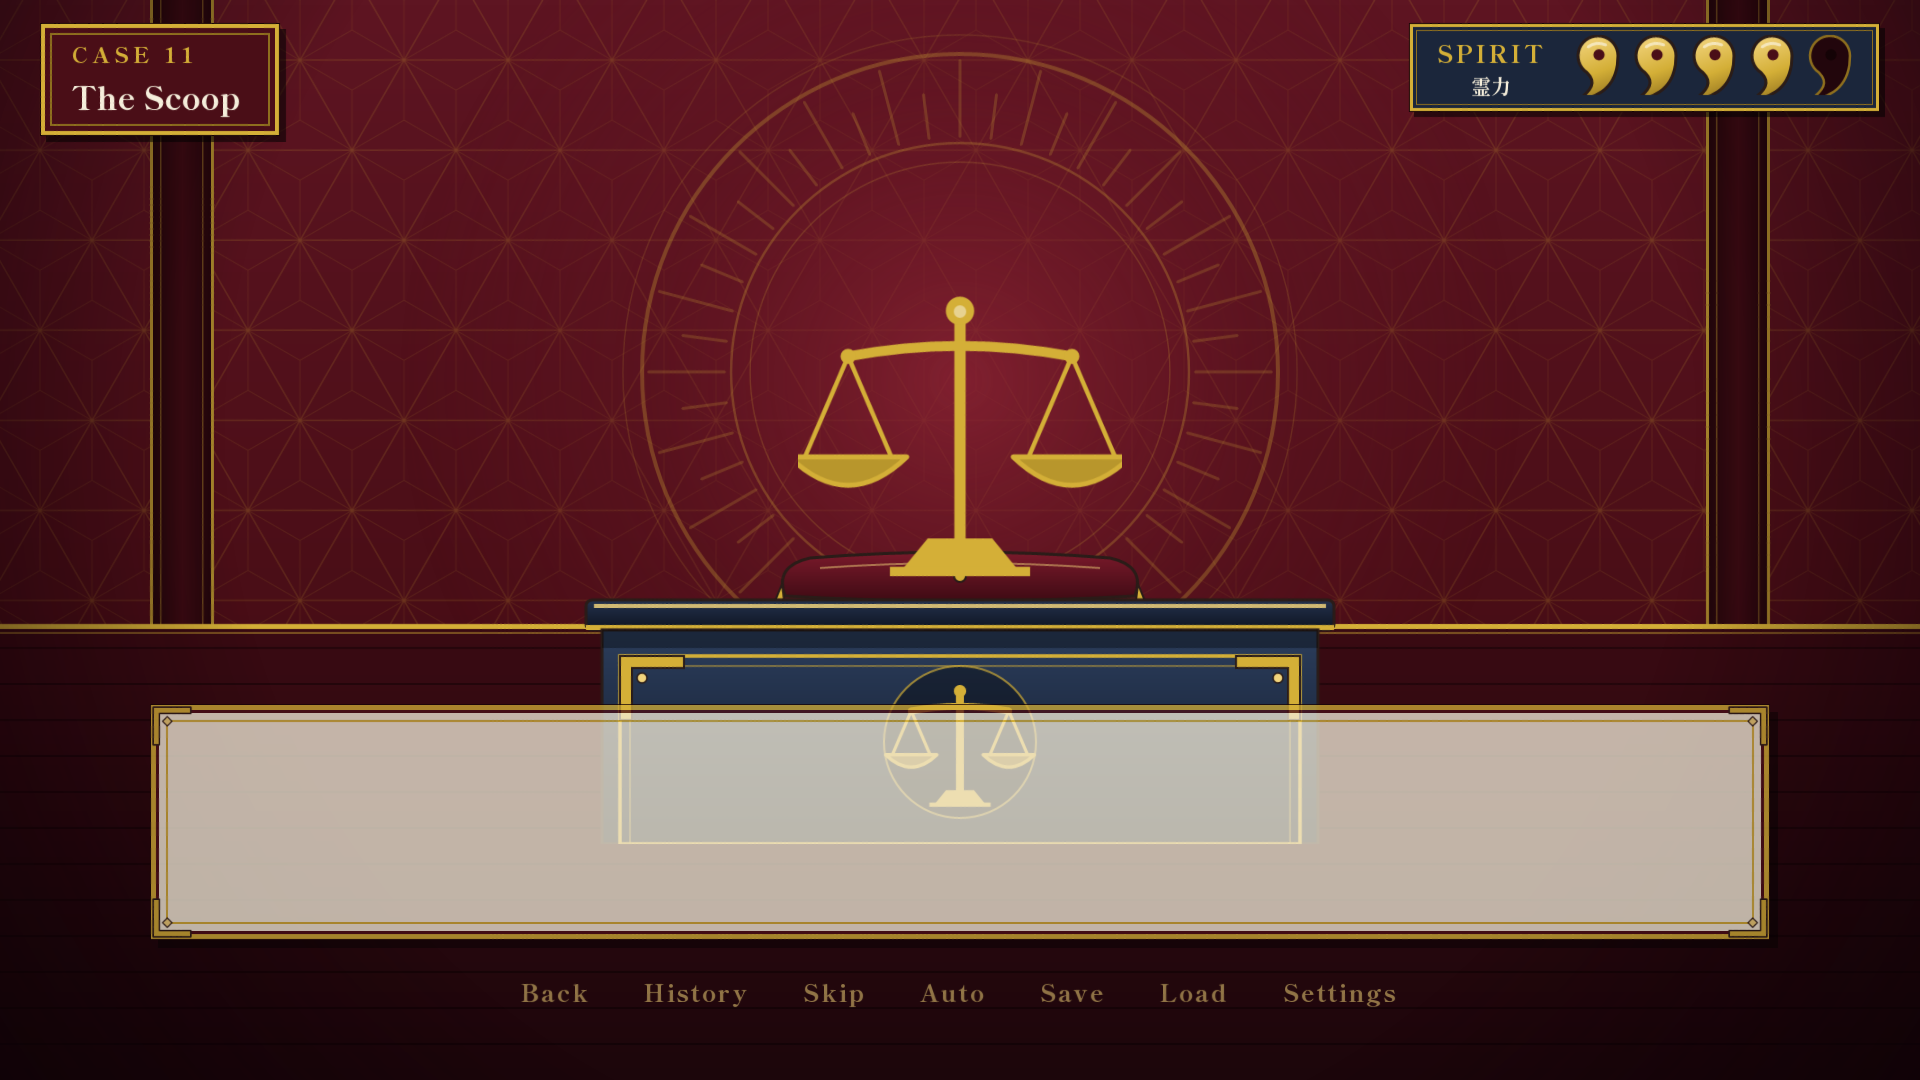 CASE 11
The Scoop
SPIRIT
霊力
Back
History
Skip
Auto
Save
Load
Settings